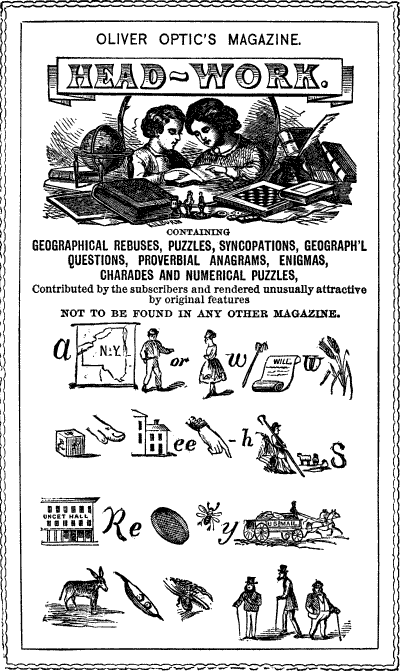 OLIVER OPTIC'S MAGAZINE.
HEAD-WORK.
CONTAINING
GEOGRAPHICAL REBUSES, PUZZLES, SYNCOPATIONS, GEOGRAPH'L
QUESTIONS, PROVERBIAL ANAGRAMS, ENIGMAS,
CHARADES AND NUMERICAL PUZZLES,
Contributed by the subscribers and rendered unusually attractive
by original features
NOT TO BE FOUND IN ANY OTHER MAGAZINE.
a N.Y. or w WILL w
ee -h S
UNCET HALL Re y U.S. MAIL